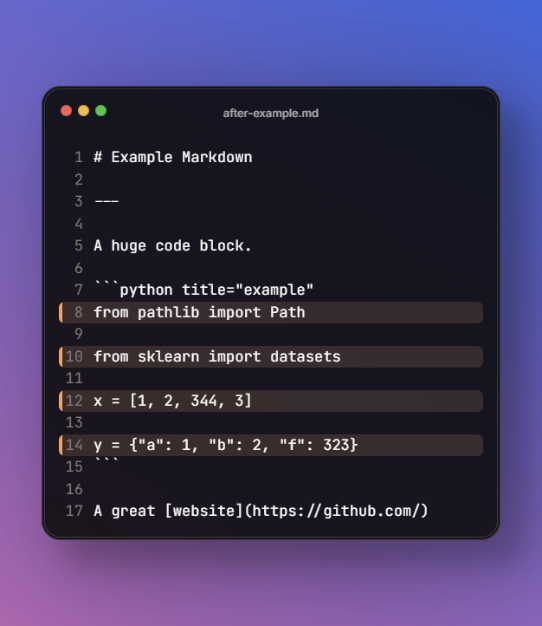 after-example.md
1 # Example Markdown
2
3 ---
4
5 A huge code block.
6
7 ```python title="example"
8 from pathlib import Path
9
10 from sklearn import datasets
11
12 x = [1, 2, 344, 3]
13
14 y = {"a": 1, "b": 2, "f": 323}
15 ```
16
17 A great [website](https://github.com/)